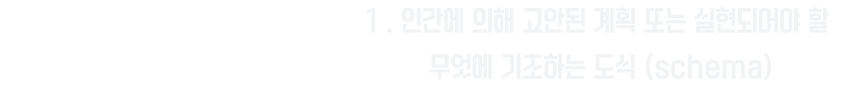 1. 인간에 의해 고안된 계획 또는 실현되어야 할
무엇에 기초하는 도식 (schema)